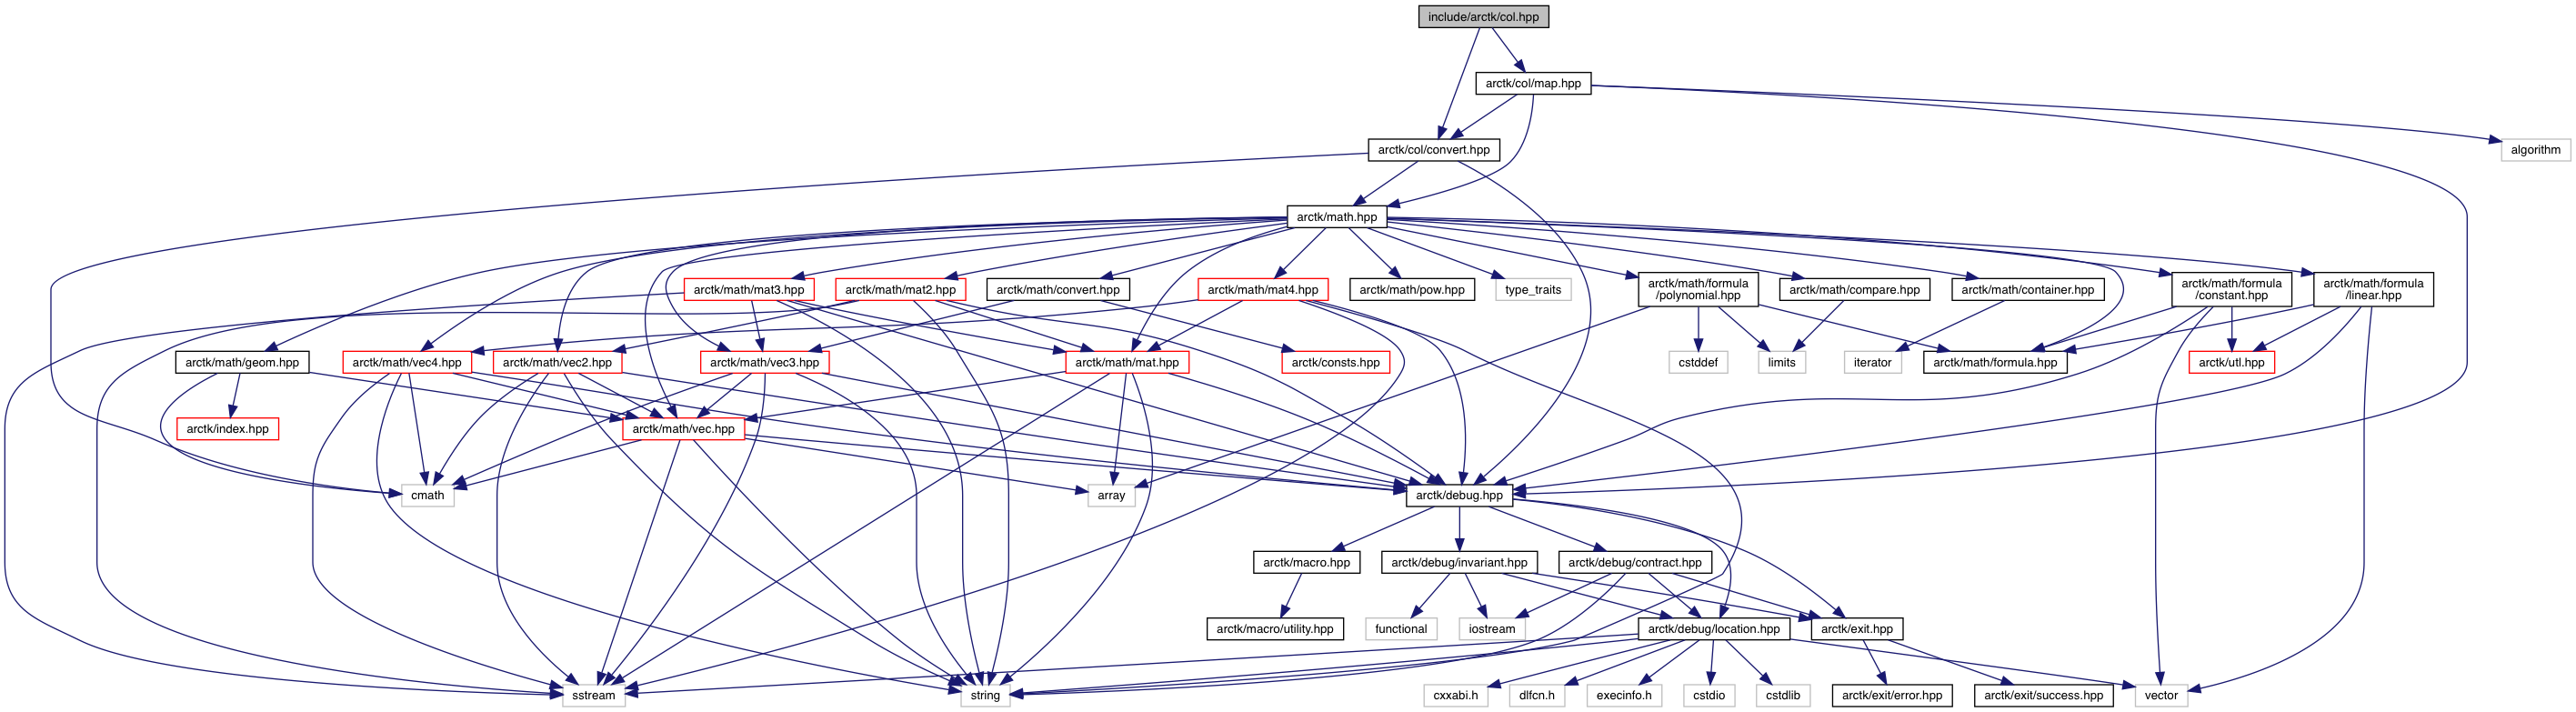 include/arctk/col.hpp
arctk/col/map.hpp
arctk/col/convert.hpp
algorithm
arctk/math.hpp
arctk/math/mat3.hpp
arctk/math/mat2.hpp
arctk/math/convert.hpp
arctk/math/mat4.hpp
arctk/math/pow.hpp
type_traits
arctk/math/formula
/polynomial.hpp
arctk/math/compare.hpp
arctk/math/container.hpp
arctk/math/formula
/constant.hpp
arctk/math/formula
/linear.hpp
arctk/math/geom.hpp
arctk/math/vec4.hpp
arctk/math/vec2.hpp
arctk/math/vec3.hpp
arctk/math/mat.hpp
arctk/consts.hpp
cstddef
limits
iterator
arctk/math/formula.hpp
arctk/utl.hpp
arctk/index.hpp
arctk/math/vec.hpp
cmath
array
arctk/debug.hpp
arctk/macro.hpp
arctk/debug/invariant.hpp
arctk/debug/contract.hpp
arctk/macro/utility.hpp
functional
iostream
arctk/debug/location.hpp
arctk/exit.hpp
sstream
string
cxxabi.h
dlfcn.h
execinfo.h
cstdio
cstdlib
arctk/exit/error.hpp
arctk/exit/success.hpp
vector